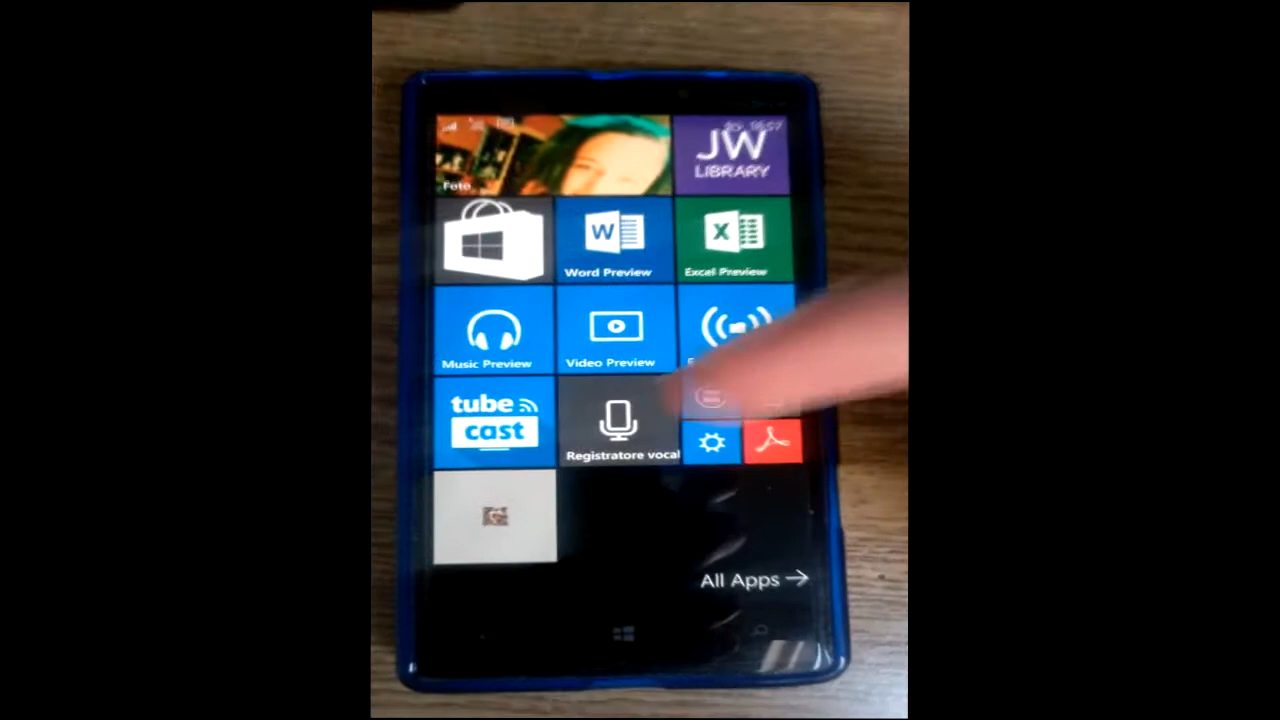 Foto
JW
LIBRARY
W
Word Preview
X
Excel Preview
Music Preview
Video Preview
tube
cast
Registratore vocal
All Apps